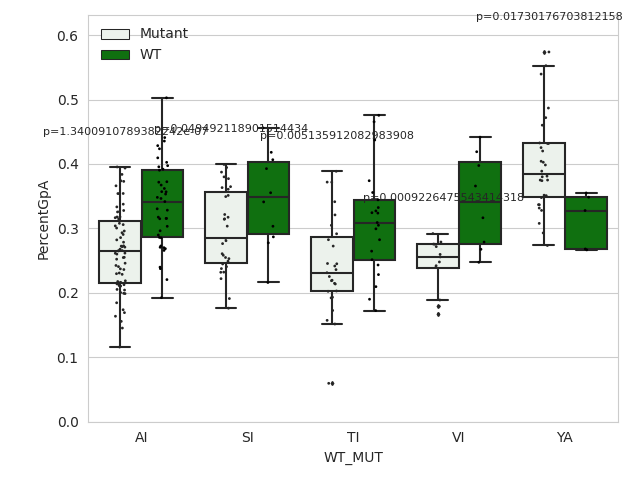 p=0.01730176703812158
Mutant
WT
p=1.3400910789382742e-07
p=0.049492118901514434
p=0.005135912082983908
p=0.0009226475543414318
PercentGpA
0.6
0.5
0.4
0.3
0.2
0.1
0.0
AI SI TI VI YA
WT_MUT